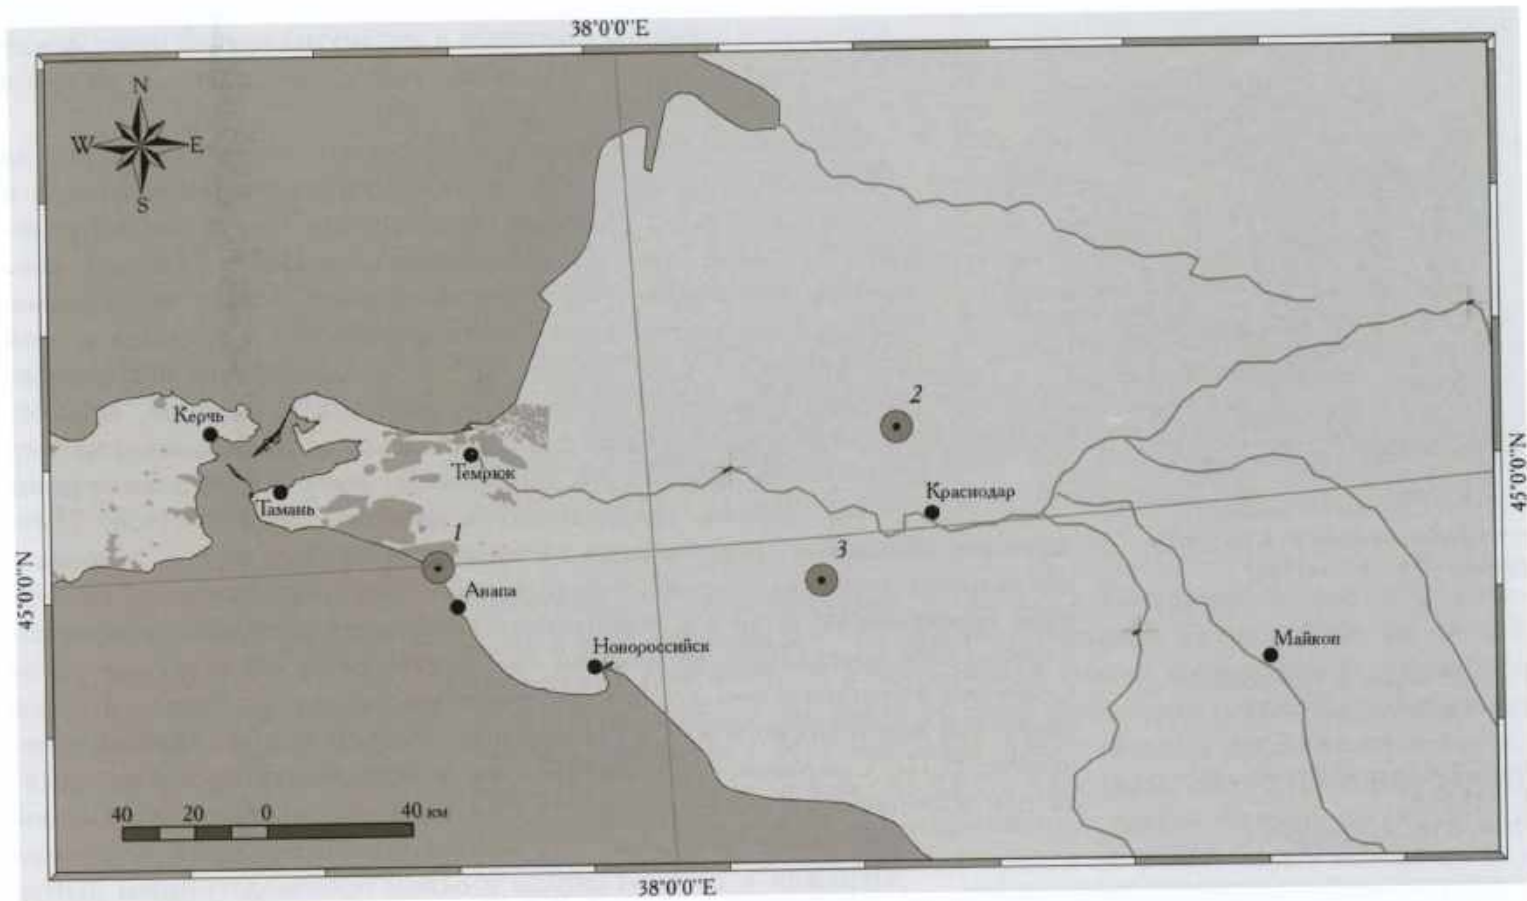 38°0'0"E
N
W E
S
Керчь
2
Темрюк
Тамань
Краснодар
45°0'0"N
1
3
45°0'0"N
Анапа
Новороссийск
Майкоп
40 20 0 40 км
38°0'0"E